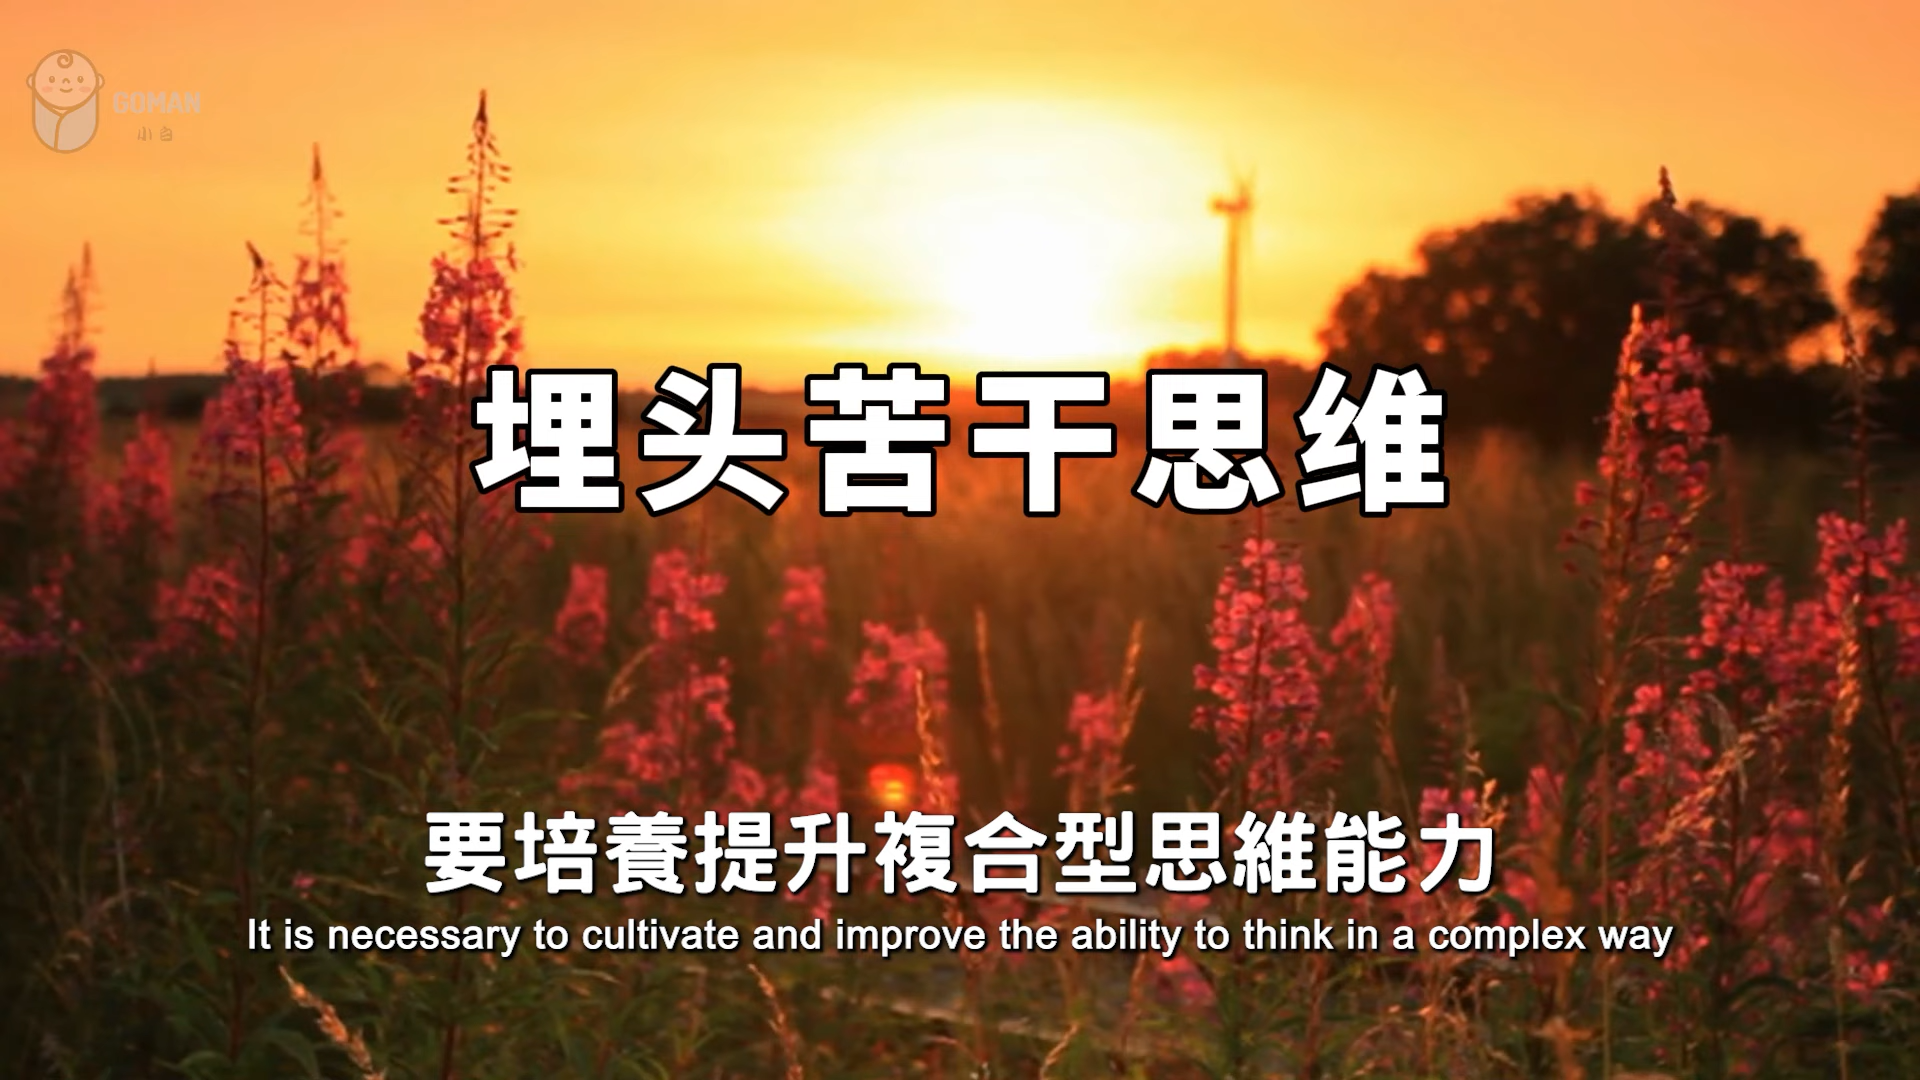 GOMAN
小白
埋头苦干思维
要培養提升複合型思維能力
It is necessary to cultivate and improve the ability to think in a complex way